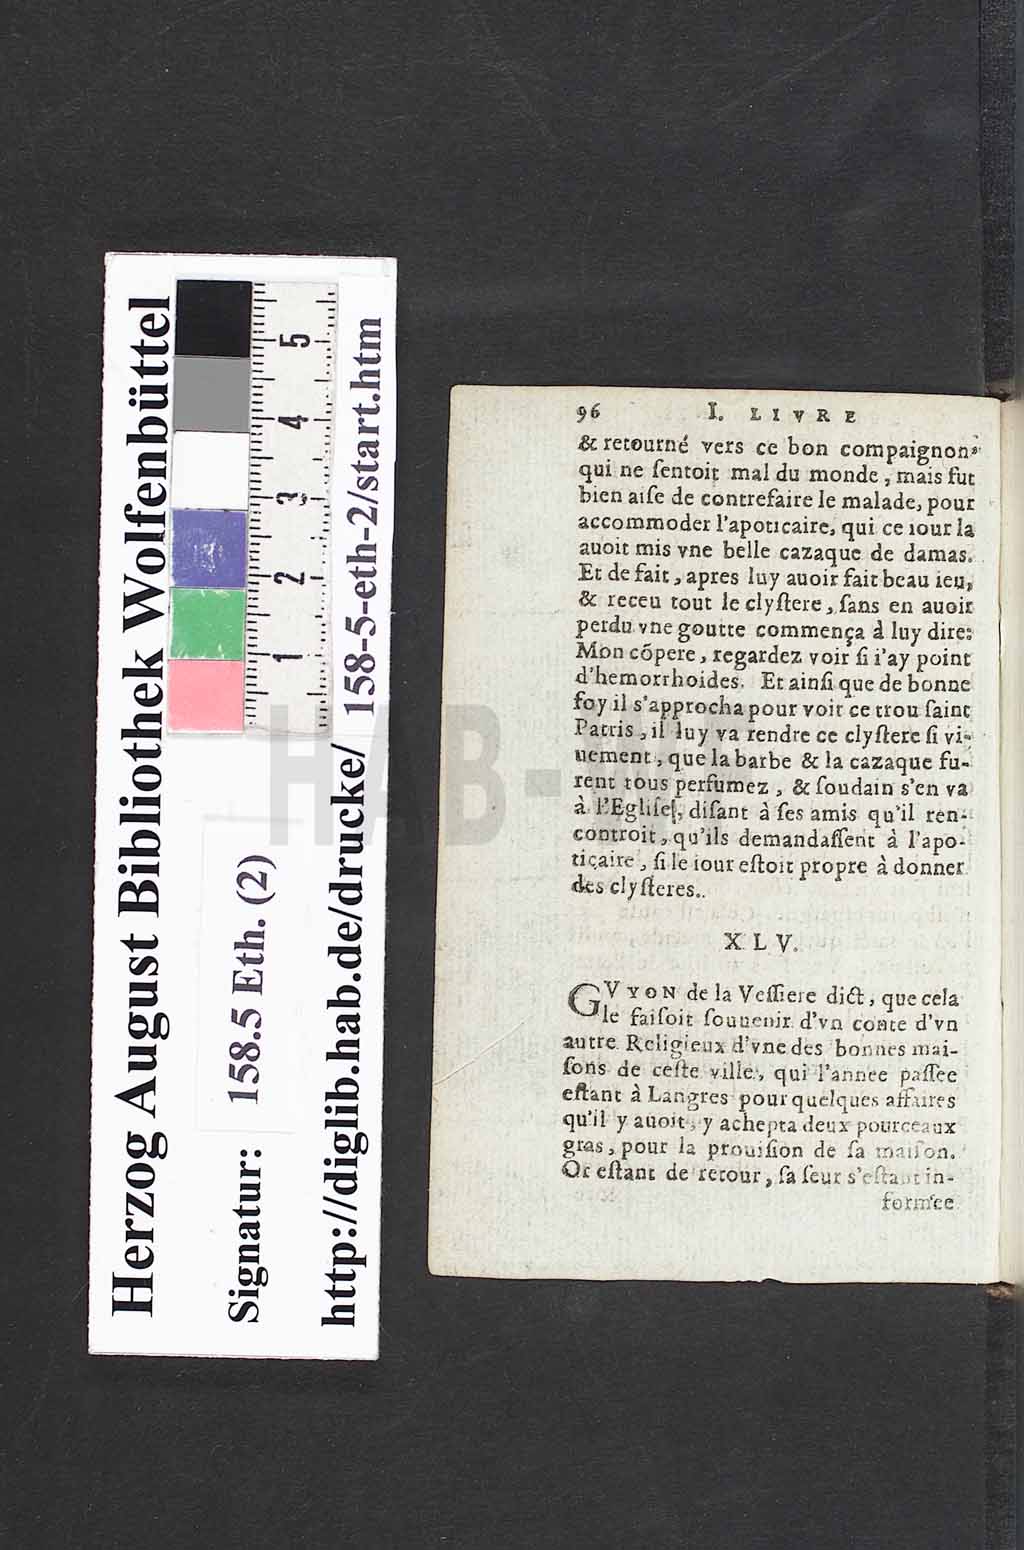 Herzog August Bibliothek Wolfenbüttel
Signatur: 158.5 Eth. (2)
http://diglib.hab.de/drucke/ 158-5-eth-2/start.htm
1 2 3 4 5
96 I. LIVRE
& retourné vers ce bon compaignon,
qui ne ſentoit mal du monde, mais fut
bien aiſe de contrefaire le malade, pour
accommoder l'apoticaire, qui ce iour la
auoit mis vne belle cazaque de damas.
Et de fait, apres luy auoir fait beau ieu,
& receu tout le clyſtere, ſans en auoir
perdu vne goutte commença à luy dire:
Mon cõpere, regardez voir ſi i'ay point
d'hemorrhoides. Et ainſi que de bonne
foy il s'approcha pour voir ce trou ſaint
Patris, il luy va rendre ce clyſtere ſi vi-
uement, que la barbe & la cazaque fu-
rent tous perfumez, & ſoudain s'en va
à l'Egliſe, diſant à ſes amis qu'il ren-
controit, qu'ils demandaſſent à l'apo-
ticaire, ſi le iour eſtoit propre à donner
des clyſteres.
XLV.
GVYON de la Veſſiere dict, que cela
le faiſoit ſouuenir d'vn conte d'vn
autre Religieux d'vne des bonnes mai-
ſons de ceſte ville, qui l'annee paſſee
eſtant à Langres pour quelques affaires
qu'il y auoit, y achepta deux pourceaux
gras, pour la prouiſion de ſa maiſon.
Or eſtant de retour, ſa ſeur s'eſtant in-
formee